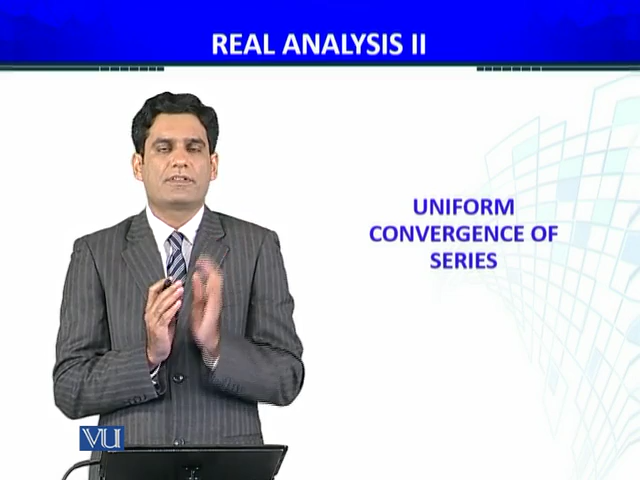 REAL ANALYSIS II
UNIFORM
CONVERGENCE OF
SERIES
VU